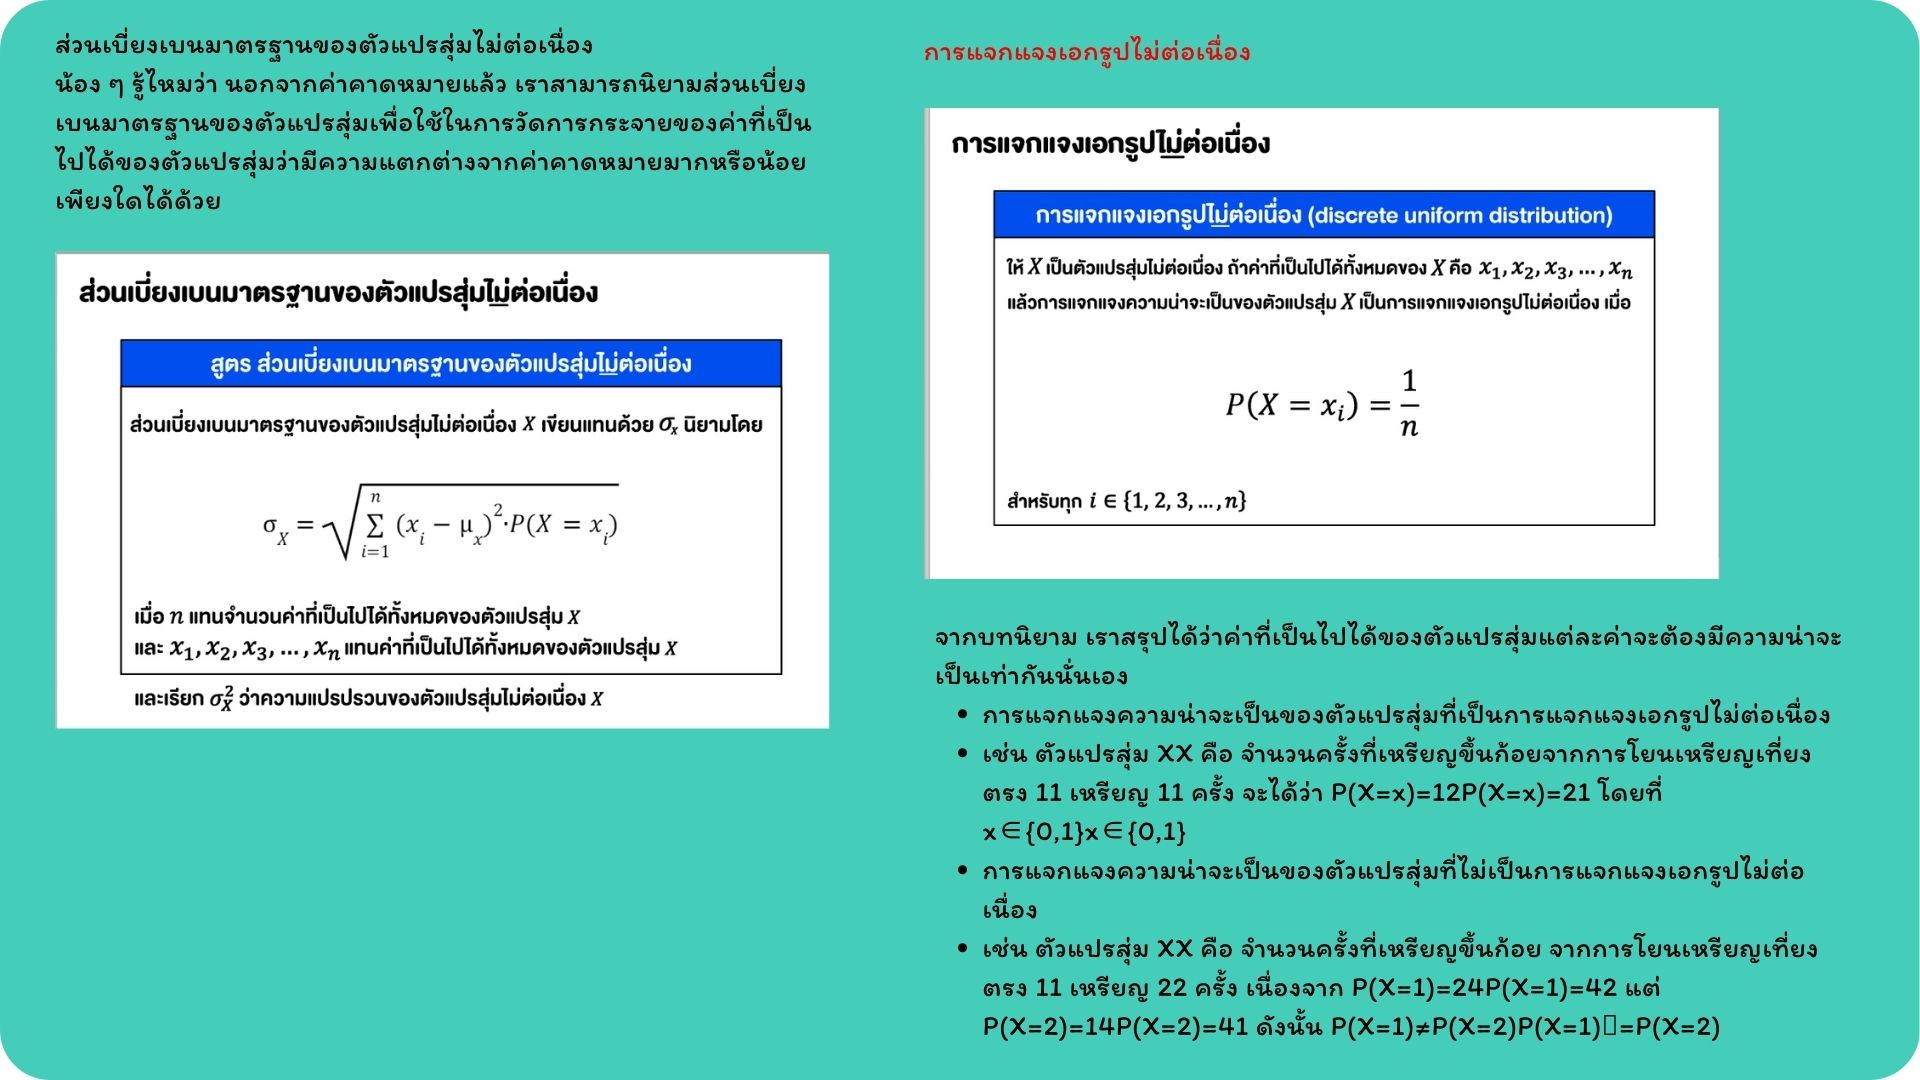 ส่วนเบี่ยงเบนมาตรฐานของตัวแปรสุ่มไม่ต่อเนื่อง
น้อง ๆ รู้ไหมว่า นอกจากค่าคาดหมายแล้ว เราสามารถนิยามส่วนเบี่ยง
เบนมาตรฐานของตัวแปรสุ่มเพื่อใช้ในการวัดการกระจายของค่าที่เป็น
ไปได้ของตัวแปรสุ่มว่ามีความแตกต่างจากค่าคาดหมายมากหรือน้อย
เพียงใดได้ด้วย
ส่วนเบี่ยงเบนมาตรฐานของตัวแปรสุ่มไม่ต่อเนื่อง
สูตร ส่วนเบี่ยงเบนมาตรฐานของตัวแปรสุ่มไม่ต่อเนื่อง
ส่วนเบี่ยงเบนมาตรฐานของตัวแปรสุ่มไม่ต่อเนื่อง X เขียนแทนด้วย σₓ นิยามโดย
σ_X = √(∑_{i=1}^{n} (x_i − μ_x)²·P(X = x_i))
เมื่อ n แทนจำนวนค่าที่เป็นไปได้ทั้งหมดของตัวแปรสุ่ม X
และ x₁, x₂, x₃, …, xₙ แทนค่าที่เป็นไปได้ทั้งหมดของตัวแปรสุ่ม X
และเรียก σ_X² ว่าความแปรปรวนของตัวแปรสุ่มไม่ต่อเนื่อง X
การแจกแจงเอกรูปไม่ต่อเนื่อง
การแจกแจงเอกรูปไม่ต่อเนื่อง
การแจกแจงเอกรูปไม่ต่อเนื่อง (discrete uniform distribution)
ให้ X เป็นตัวแปรสุ่มไม่ต่อเนื่อง ถ้าค่าที่เป็นไปได้ทั้งหมดของ X คือ x₁, x₂, x₃, …, xₙ
แล้วการแจกแจงความน่าจะเป็นของตัวแปรสุ่ม X เป็นการแจกแจงเอกรูปไม่ต่อเนื่อง เมื่อ
P(X = x_i) = 1/n
สำหรับทุก i ∈ {1, 2, 3, …, n}
จากบทนิยาม เราสรุปได้ว่าค่าที่เป็นไปได้ของตัวแปรสุ่มแต่ละค่าจะต้องมีความน่าจะ
เป็นเท่ากันนั่นเอง
• การแจกแจงความน่าจะเป็นของตัวแปรสุ่มที่เป็นการแจกแจงเอกรูปไม่ต่อเนื่อง
• เช่น ตัวแปรสุ่ม XX คือ จำนวนครั้งที่เหรียญขึ้นก้อยจากการโยนเหรียญเที่ยง
ตรง 11 เหรียญ 11 ครั้ง จะได้ว่า P(X=x)=12P(X=x)=21 โดยที่
x∈{0,1}x∈{0,1}
• การแจกแจงความน่าจะเป็นของตัวแปรสุ่มที่ไม่เป็นการแจกแจงเอกรูปไม่ต่อ
เนื่อง
• เช่น ตัวแปรสุ่ม XX คือ จำนวนครั้งที่เหรียญขึ้นก้อย จากการโยนเหรียญเที่ยง
ตรง 11 เหรียญ 22 ครั้ง เนื่องจาก P(X=1)=24P(X=1)=42 แต่
P(X=2)=14P(X=2)=41 ดังนั้น P(X=1)≠P(X=2)P(X=1)▯=P(X=2)